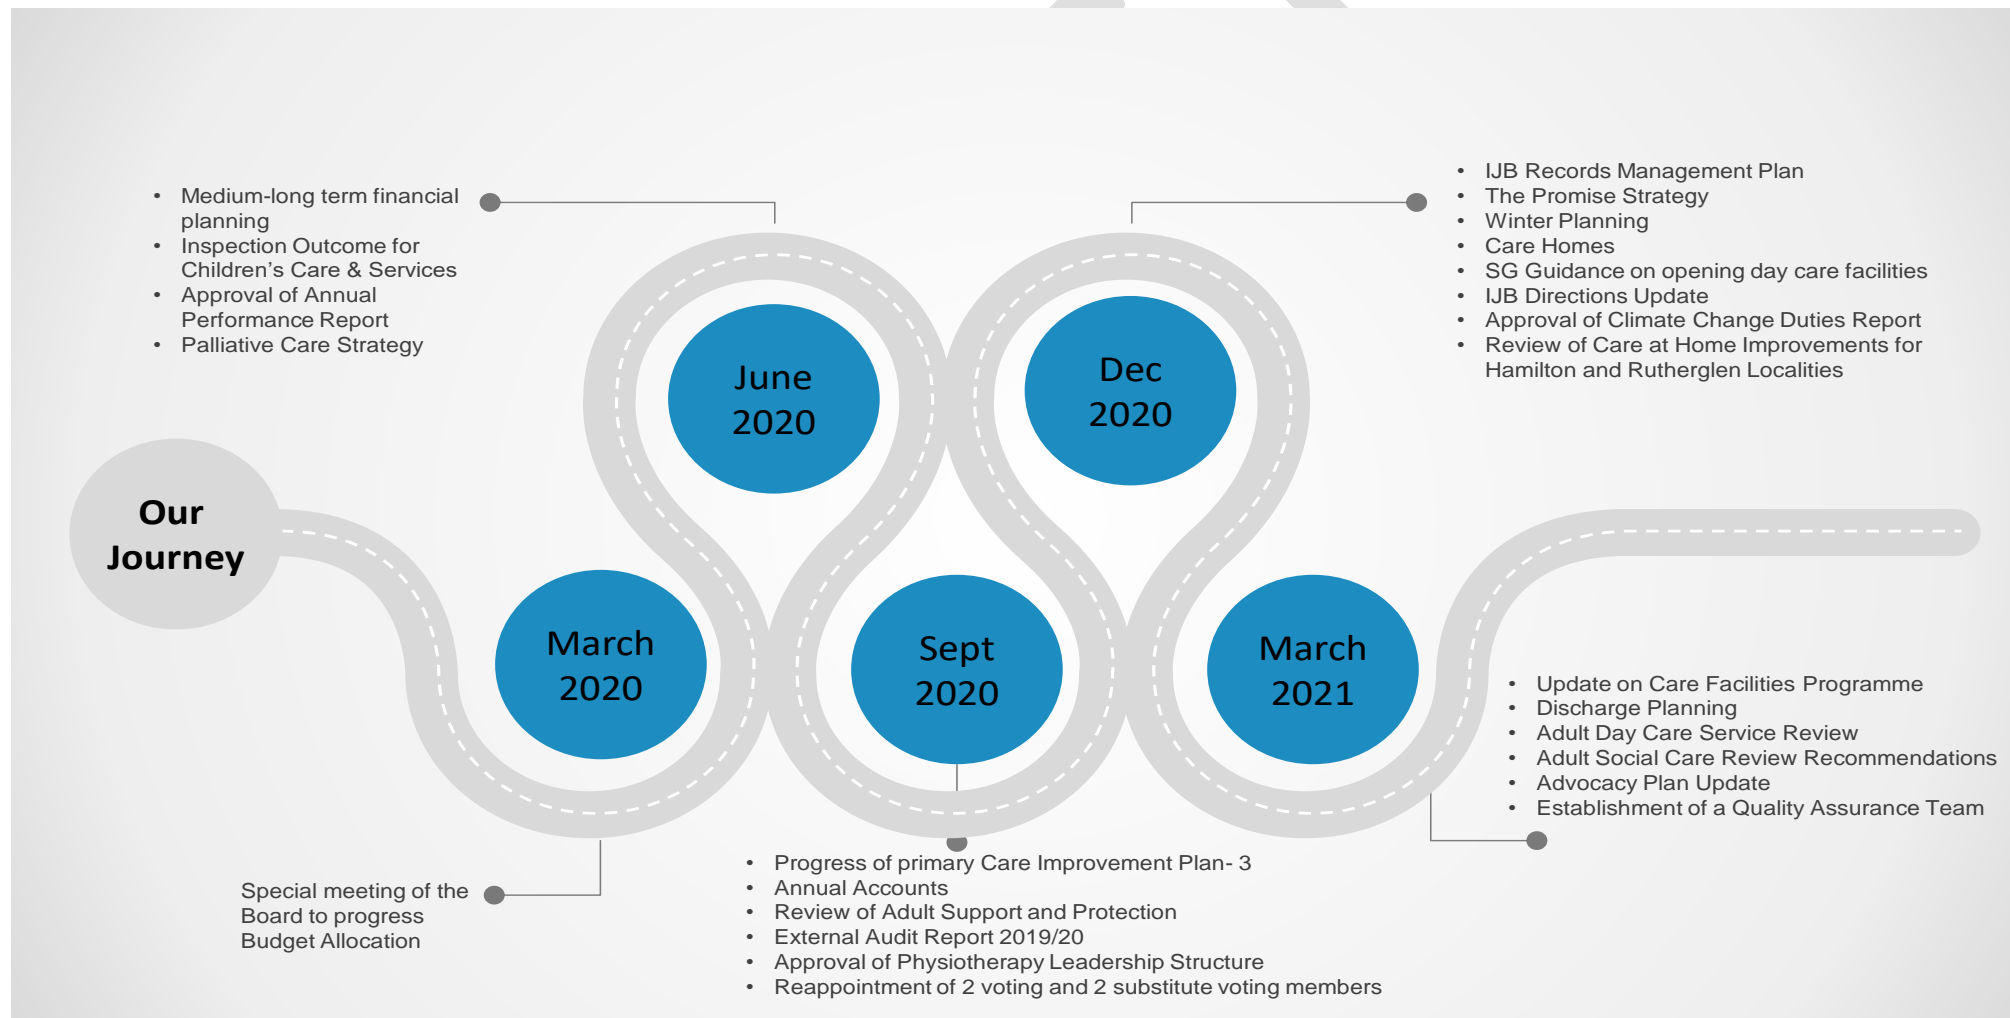 Our
Journey
March
2020
Special meeting of the
Board to progress
Budget Allocation
June
2020
• Medium-long term financial
planning
• Inspection Outcome for
Children’s Care & Services
• Approval of Annual
Performance Report
• Palliative Care Strategy
Sept
2020
• Progress of primary Care Improvement Plan- 3
• Annual Accounts
• Review of Adult Support and Protection
• External Audit Report 2019/20
• Approval of Physiotherapy Leadership Structure
• Reappointment of 2 voting and 2 substitute voting members
Dec
2020
• IJB Records Management Plan
• The Promise Strategy
• Winter Planning
• Care Homes
• SG Guidance on opening day care facilities
• IJB Directions Update
• Approval of Climate Change Duties Report
• Review of Care at Home Improvements for
Hamilton and Rutherglen Localities
March
2021
• Update on Care Facilities Programme
• Discharge Planning
• Adult Day Care Service Review
• Adult Social Care Review Recommendations
• Advocacy Plan Update
• Establishment of a Quality Assurance Team